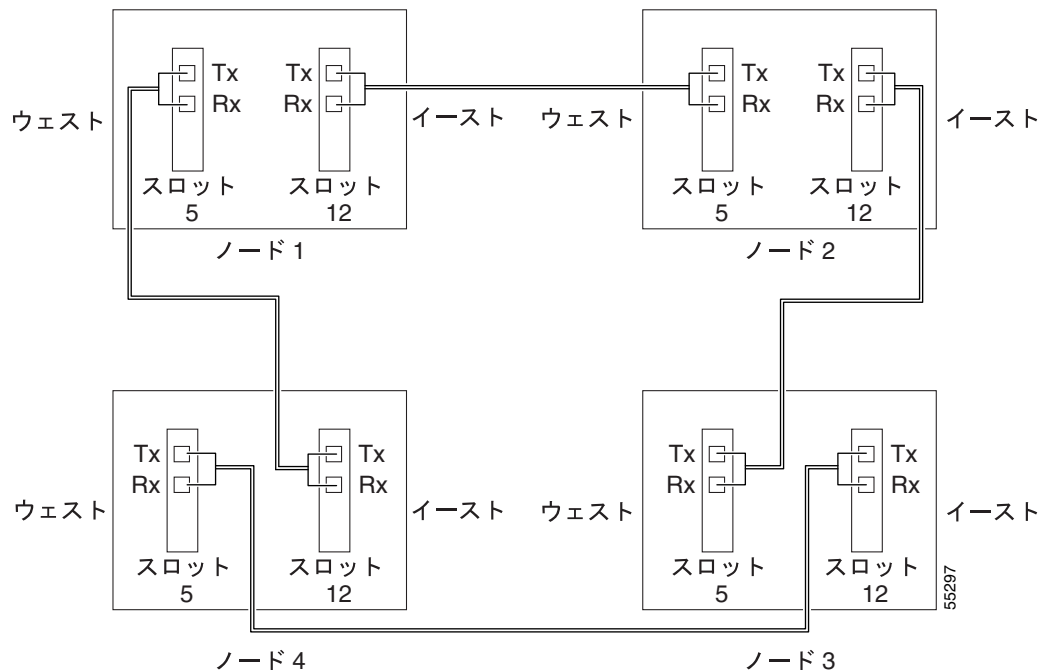 Tx
Rx
Tx
Rx
Tx
Rx
Tx
Rx
ウェスト
イースト
ウェスト
イースト
スロット
5
スロット
12
スロット
5
スロット
12
ノード 1
ノード 2
Tx
Rx
Tx
Rx
Tx
Rx
Tx
Rx
ウェスト
イースト
ウェスト
イースト
スロット
5
スロット
12
スロット
5
スロット
12
55297
ノード 4
ノード 3